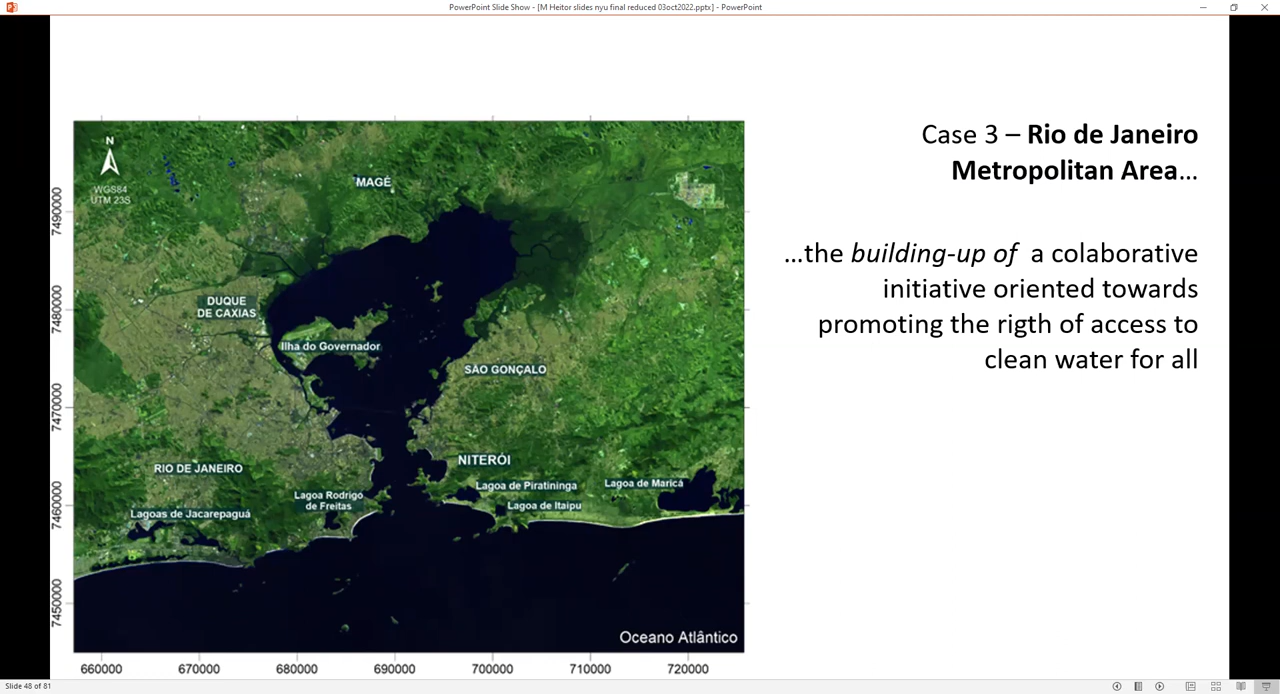 PowerPoint Slide Show - [M Heitor slides nyu final reduced 03oct2022.pptx] - PowerPoint
Case 3 – Rio de Janeiro
Metropolitan Area...
...the building-up of a colaborative
initiative oriented towards
promoting the rigth of access to
clean water for all
N
WGS84
UTM 23S
MAGÉ
DUQUE
DE CAXIAS
Ilha do Governador
SÃO GONÇALO
RIO DE JANEIRO
NITERÓI
Lagoa Rodrigo
de Freitas
Lagoa de Piratininga
Lagoa de Maricá
Lagoas de Jacarepaguá
Lagoa de Itaipu
Oceano Atlântico
7490000
7480000
7470000
7460000
7450000
660000 670000 680000 690000 700000 710000 720000
Slide 48 of 81